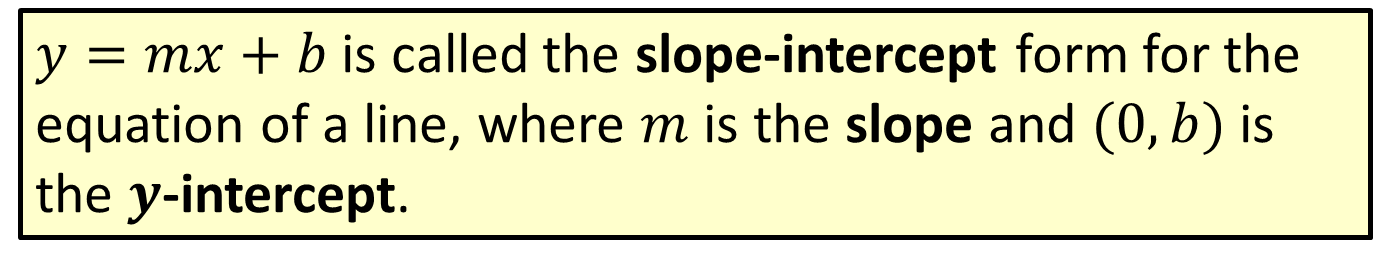 y = mx + b is called the slope-intercept form for the
equation of a line, where m is the slope and (0, b) is
the y-intercept.